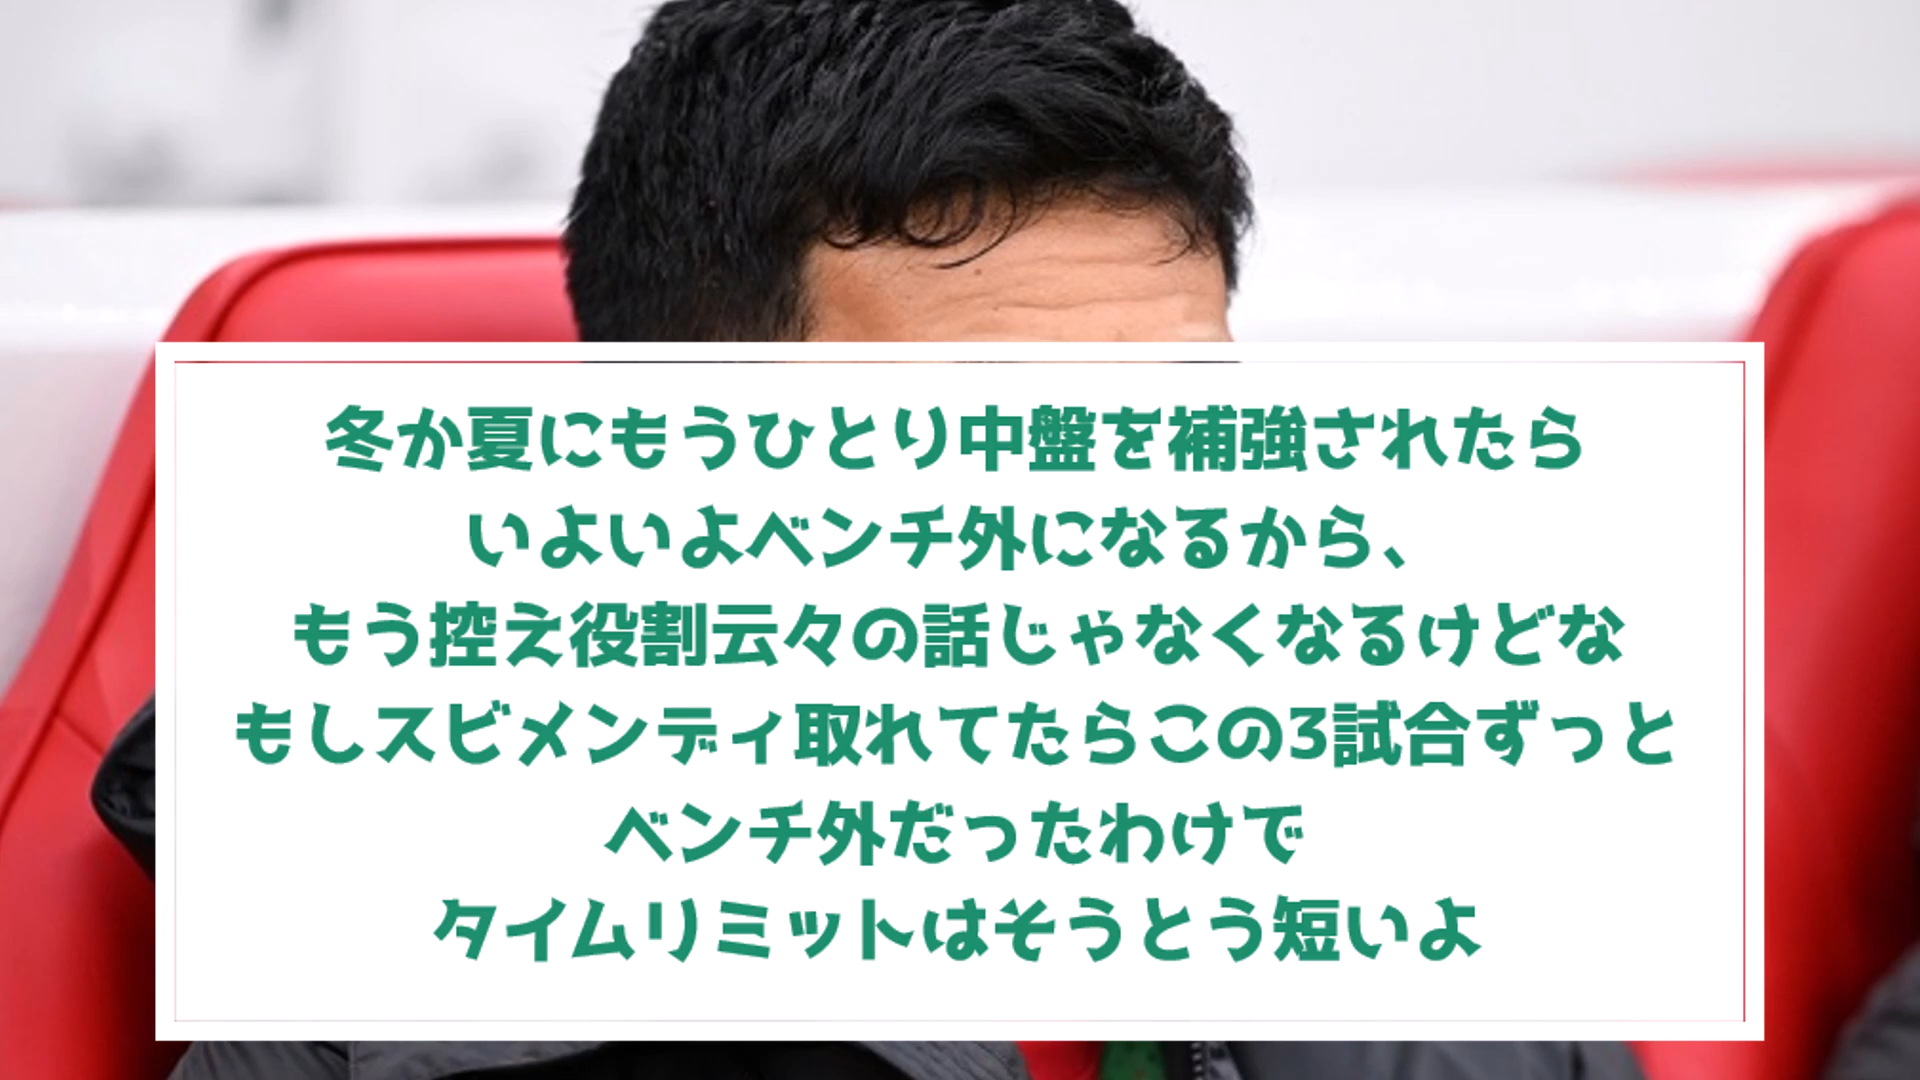 冬か夏にもうひとり中盤を補強されたら
いよいよベンチ外になるから、
もう控え役割云々の話じゃなくなるけどな
もしスビメンディ取れてたらこの3試合ずっと
ベンチ外だったわけで
タイムリミットはそうとう短いよ